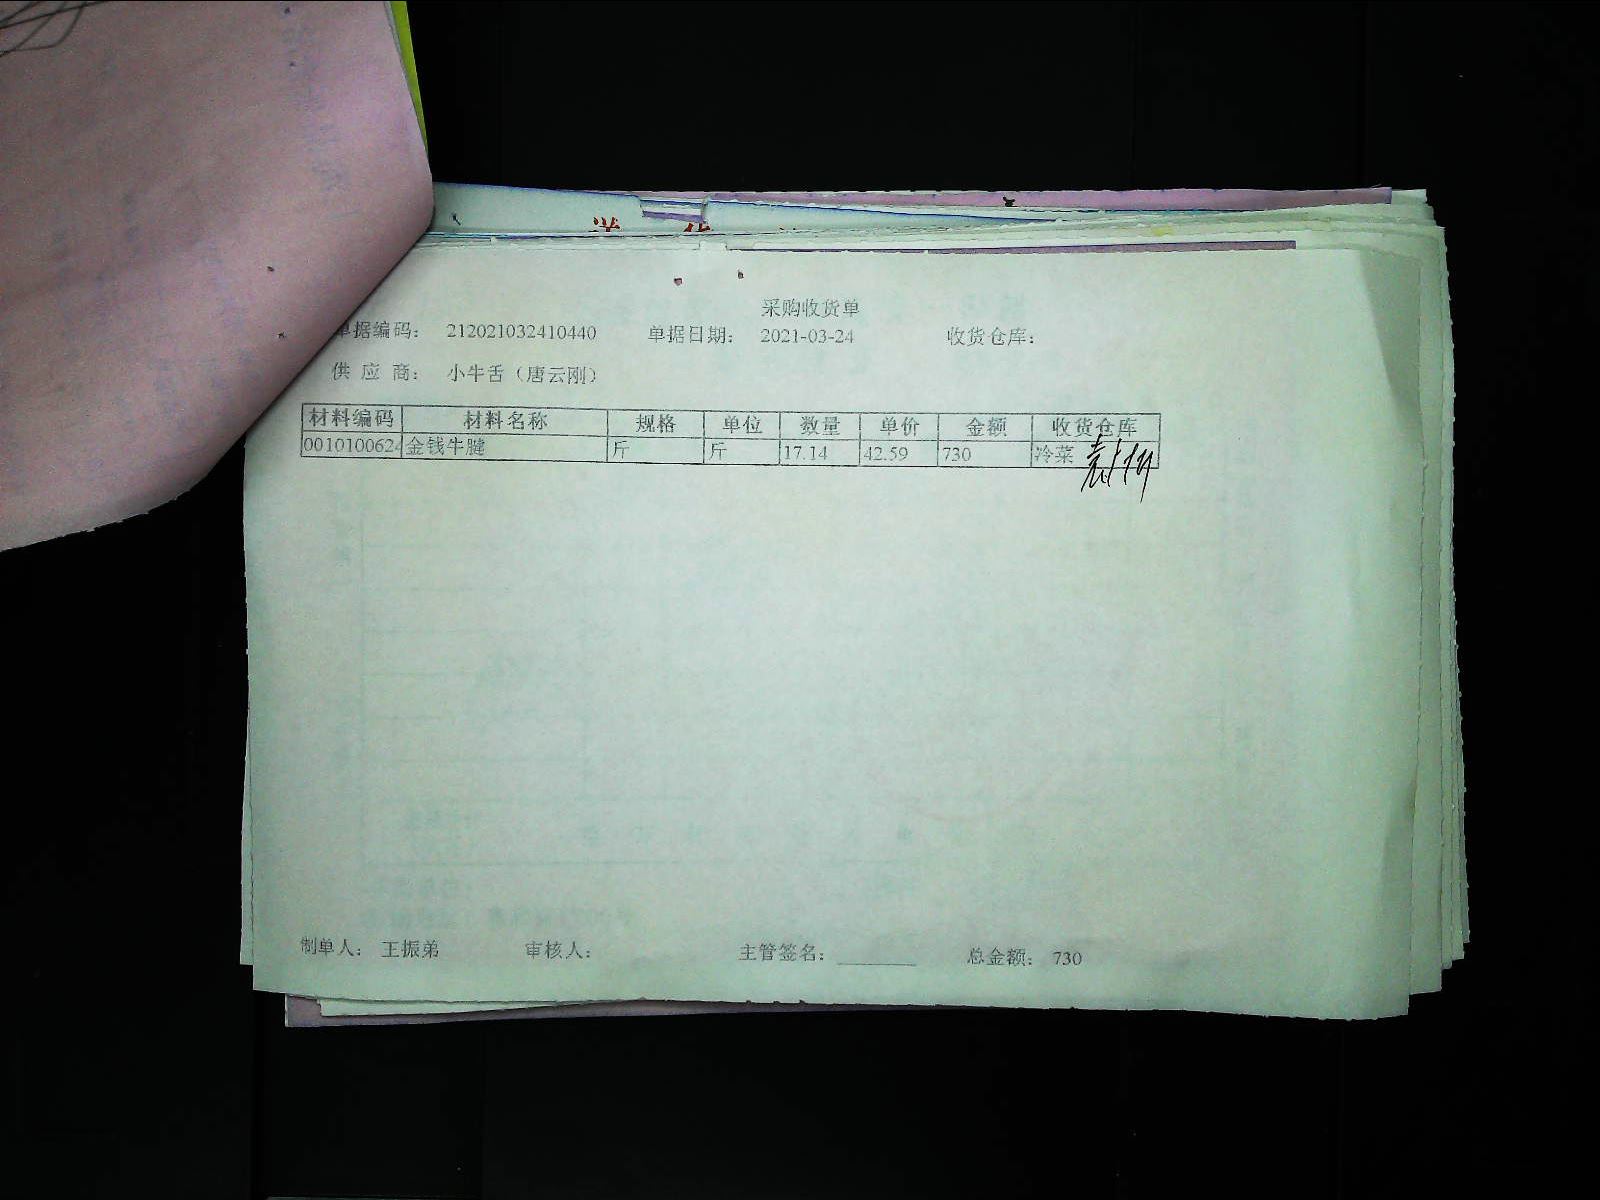 采购收货单
单据编码： 212021032410440 单据日期： 2021-03-24 收货仓库：
供 应 商： 小牛舌（唐云刚）
材料编码 材料名称 规格 单位 数量 单价 金额 收货仓库
0010100624 金钱牛腱 斤 斤 17.14 42.59 730 冷菜
制单人： 王振弟 审核人： 主管签名： 总金额： 730